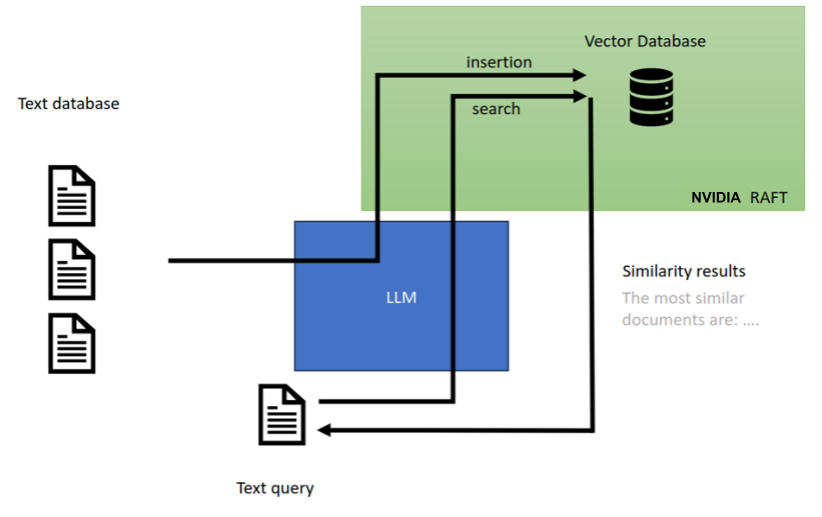 Vector Database
insertion
Text database
search
NVIDIA RAFT
Similarity results
LLM
The most similar
documents are: ....
Text query